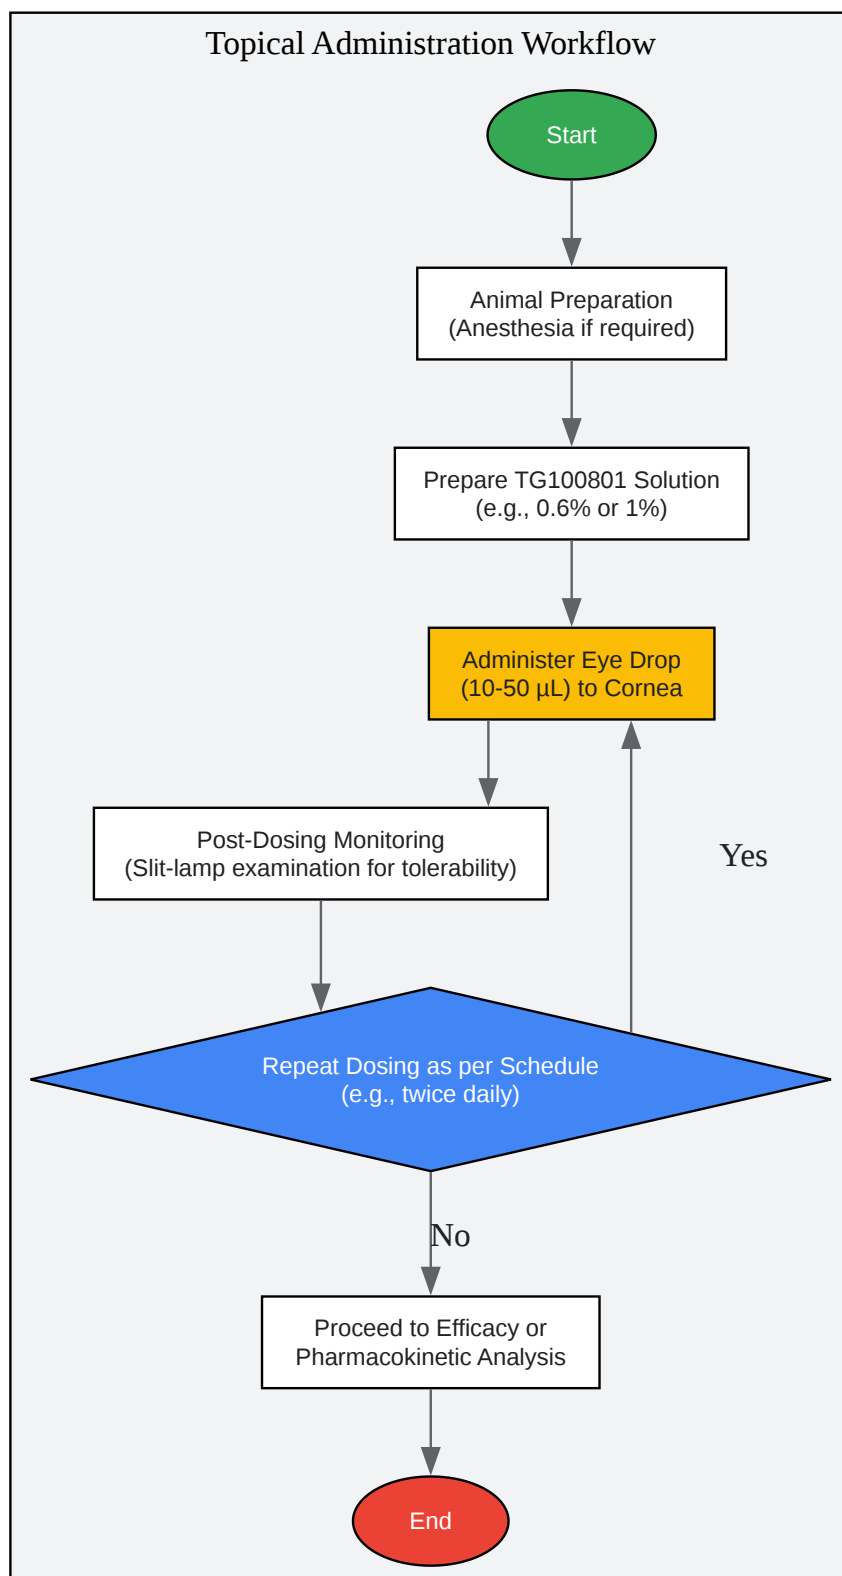 Topical Administration Workflow
Start
Animal Preparation
(Anesthesia if required)
Prepare TG100801 Solution
(e.g., 0.6% or 1%)
Administer Eye Drop
(10-50 µL) to Cornea
Post-Dosing Monitoring
(Slit-lamp examination for tolerability)
Yes
Repeat Dosing as per Schedule
(e.g., twice daily)
No
Proceed to Efficacy or
Pharmacokinetic Analysis
End